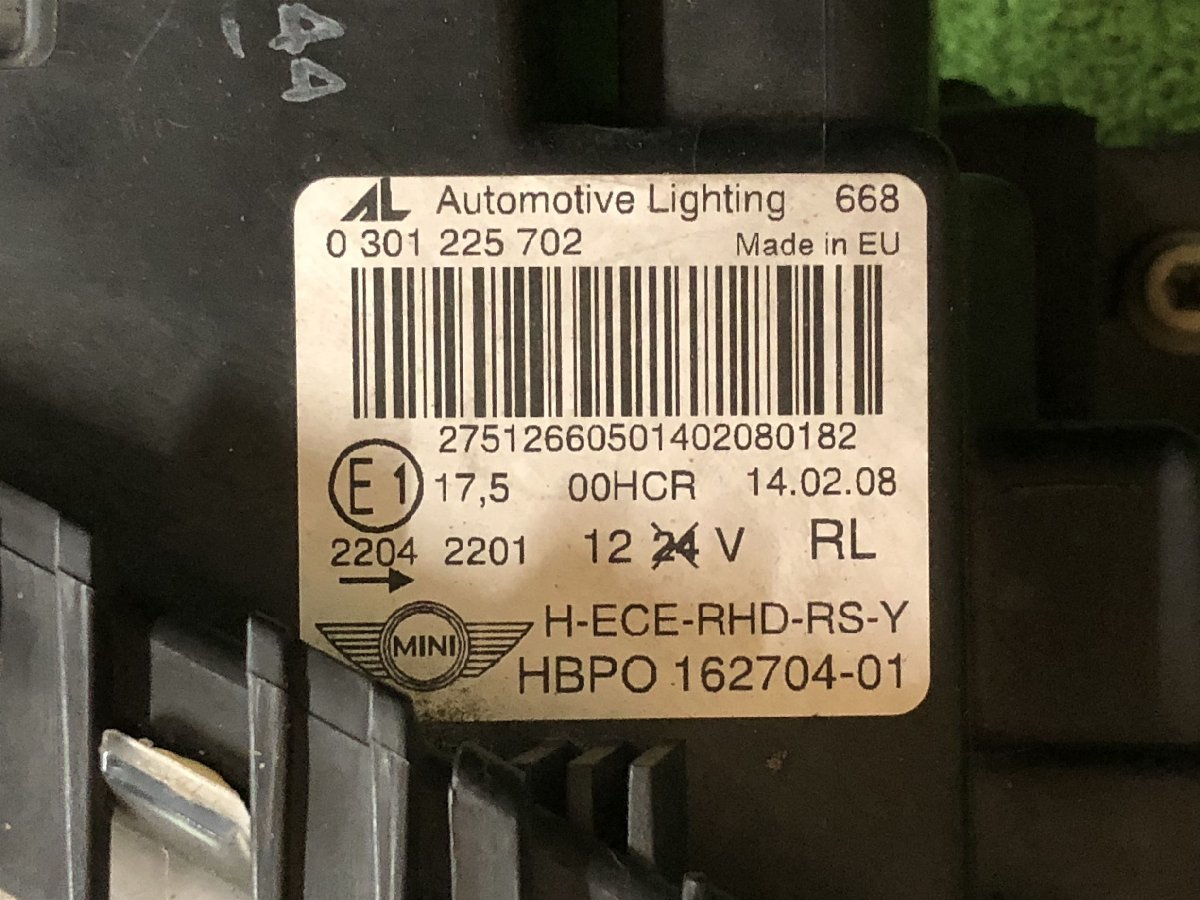 AA
AL Automotive Lighting 668
0 301 225 702 Made in EU
27512660501402080182
E1 17,5 00HCR 14.02.08
2204 2201 12 24 V RL
MINI H-ECE-RHD-RS-Y
HBPO 162704-01